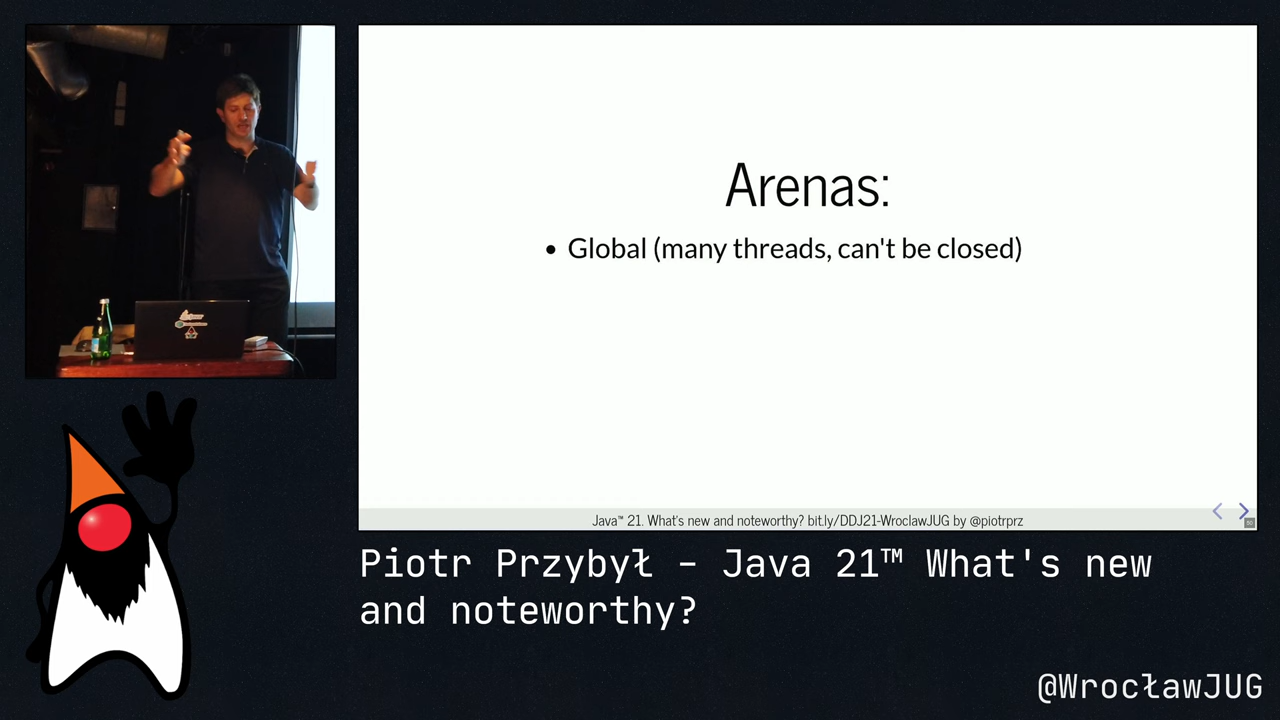 Arenas:
• Global (many threads, can't be closed)
Java™ 21. What's new and noteworthy? bit.ly/DDJ21-WroclawJUG by @piotrprz
Piotr Przybył – Java 21™ What's new
and noteworthy?
@WrocławJUG